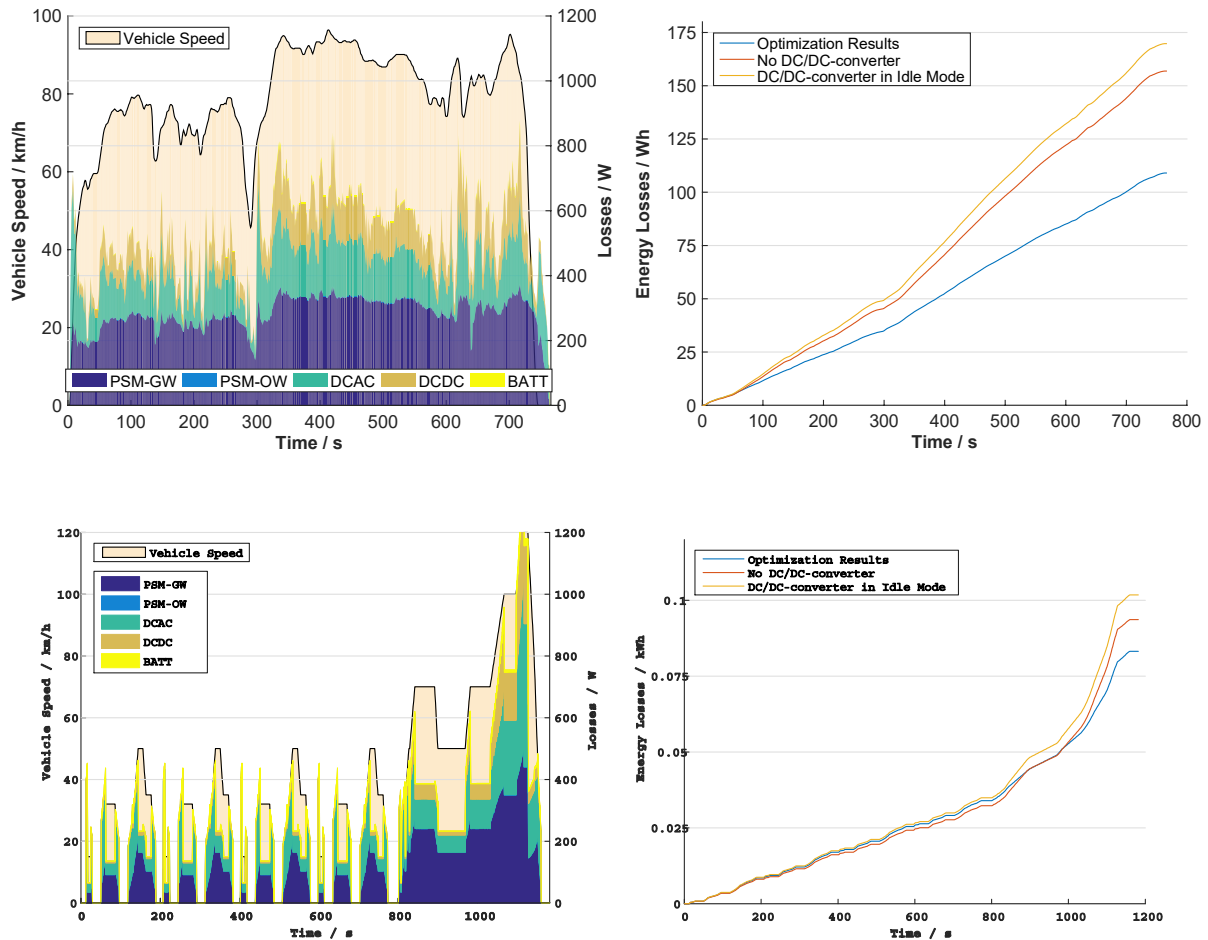 100
80
60
40
20
0
Vehicle Speed / km/h
Vehicle Speed
1200
1000
800
600
400
200
0
Losses / W
PSM-GW PSM-OW DCAC DCDC BATT
0 100 200 300 400 500 600 700
Time / s
175
150
125
100
75
50
25
0
Energy Losses / Wh
Optimization Results
No DC/DC-converter
DC/DC-converter in Idle Mode
0 100 200 300 400 500 600 700 800
Time / s
120
100
80
60
40
20
0
Vehicle Speed / km/h
Vehicle Speed
PSM-GW
PSM-OW
DCAC
DCDC
BATT
1200
1000
800
600
400
200
0
Losses / W
0 200 400 600 800 1000
Time / s
0.1
0.075
0.05
0.025
0
Energy Losses / kWh
Optimization Results
No DC/DC-converter
DC/DC-converter in Idle Mode
0 200 400 600 800 1000 1200
Time / s